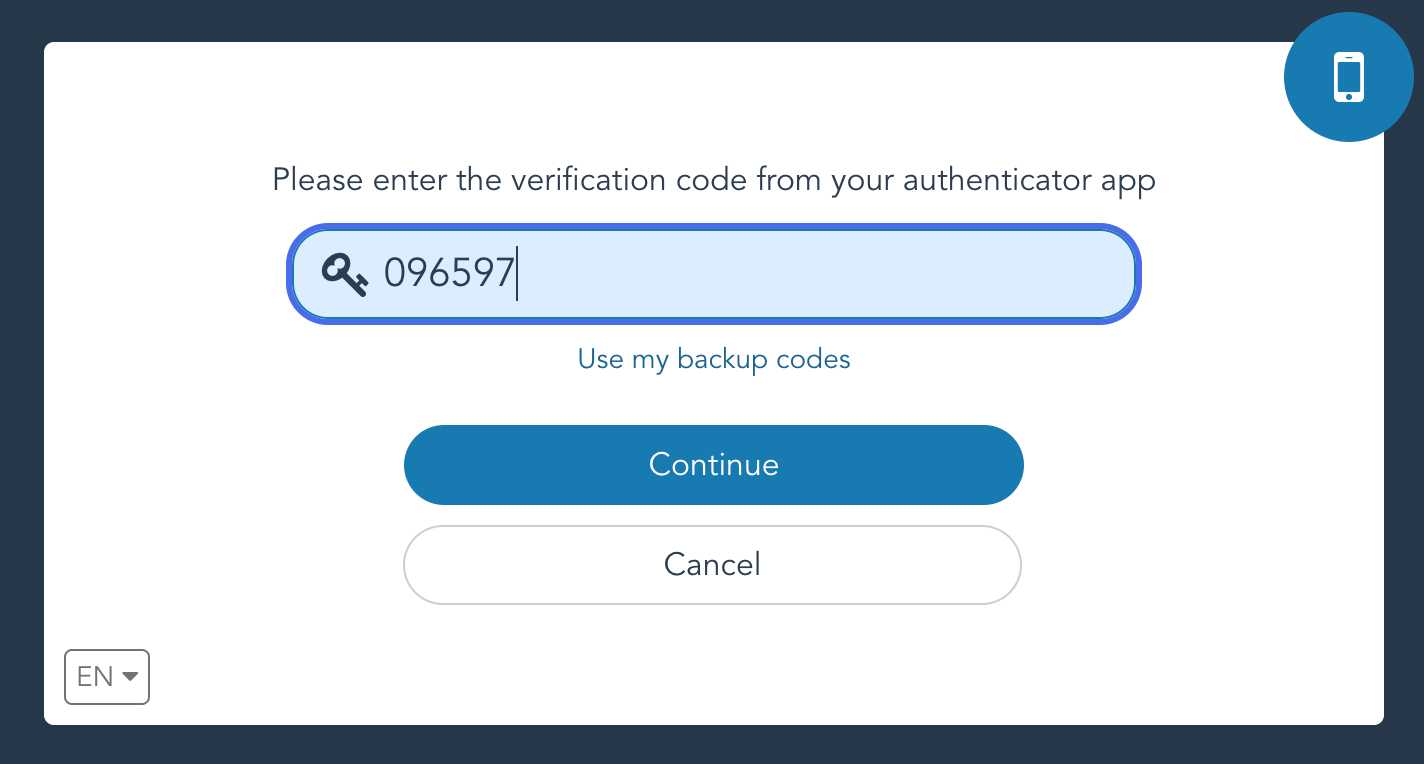 Please enter the verification code from your authenticator app
096597
Use my backup codes
Continue
Cancel
EN